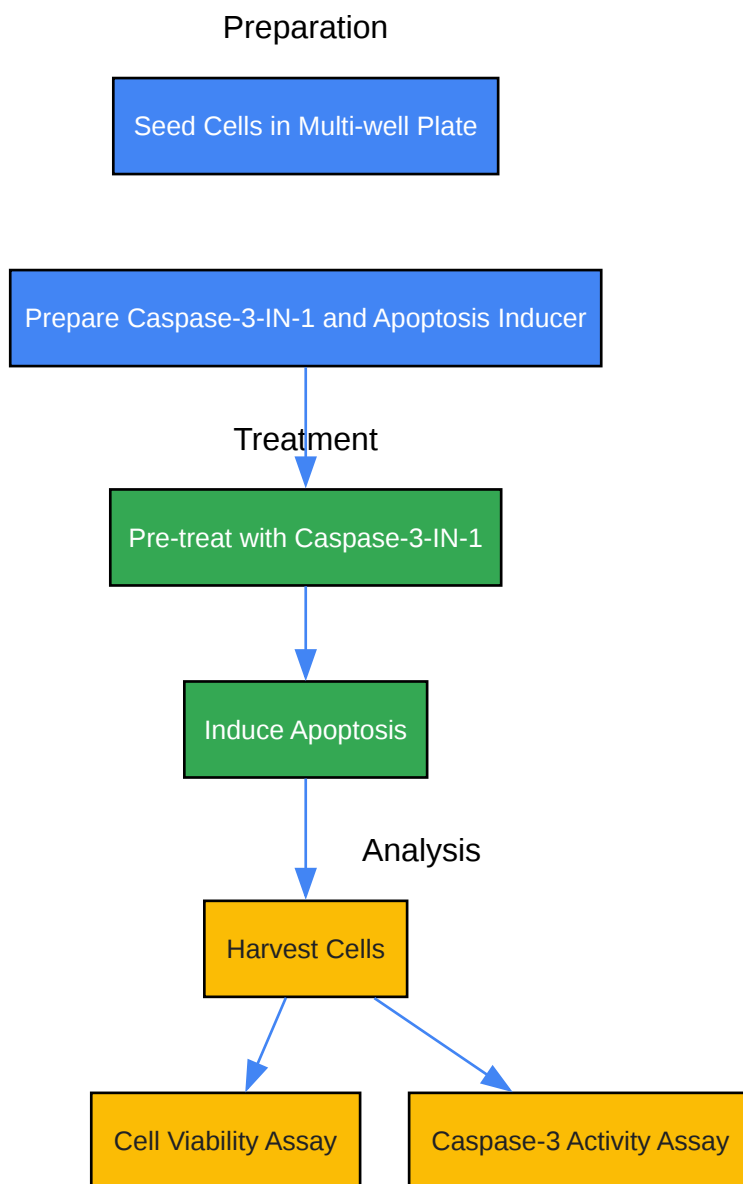 Preparation
Seed Cells in Multi-well Plate
Prepare Caspase-3-IN-1 and Apoptosis Inducer
Treatment
Pre-treat with Caspase-3-IN-1
Induce Apoptosis
Analysis
Harvest Cells
Cell Viability Assay
Caspase-3 Activity Assay